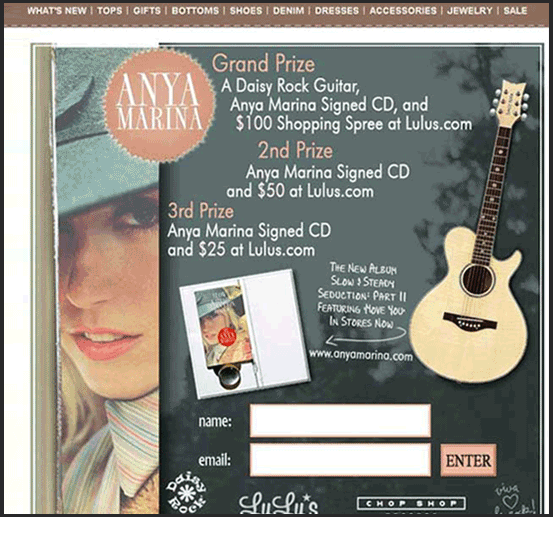 WHAT'S NEW | TOPS | GIFTS | BOTTOMS | SHOES | DENIM | DRESSES | ACCESSORIES | JEWELRY | SALE
ANYA
MARINA
Grand Prize
A Daisy Rock Guitar,
Anya Marina Signed CD, and
$100 Shopping Spree at Lulus.com
2nd Prize
Anya Marina Signed CD
and $50 at Lulus.com
3rd Prize
Anya Marina Signed CD
and $25 at Lulus.com
THE NEW ALBUM
SLOW & STEADY
SEDUCTION: PART II
FEATURING MOVE YOU
IN STORES NOW
www.anyamarina.com
name:
email:
ENTER
Daisy
Rock
LuLu's
CHOP SHOP
viva